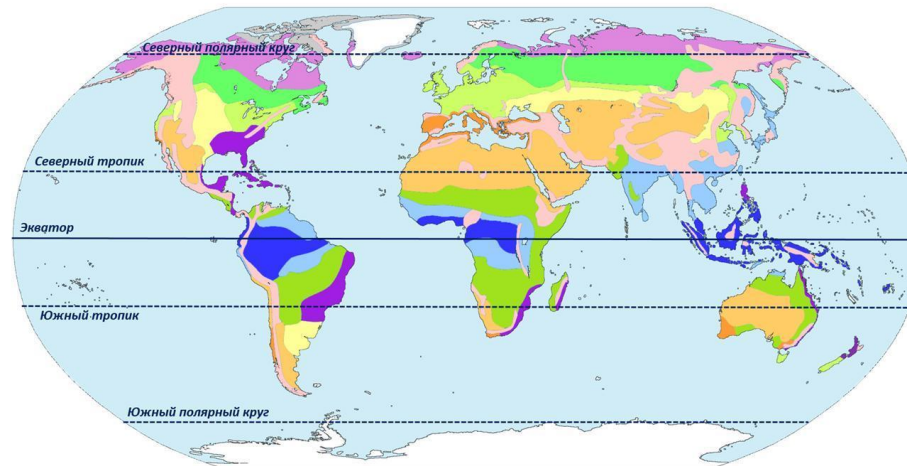 Северный полярный круг
Северный тропик
Экватор
Южный тропик
Южный полярный круг